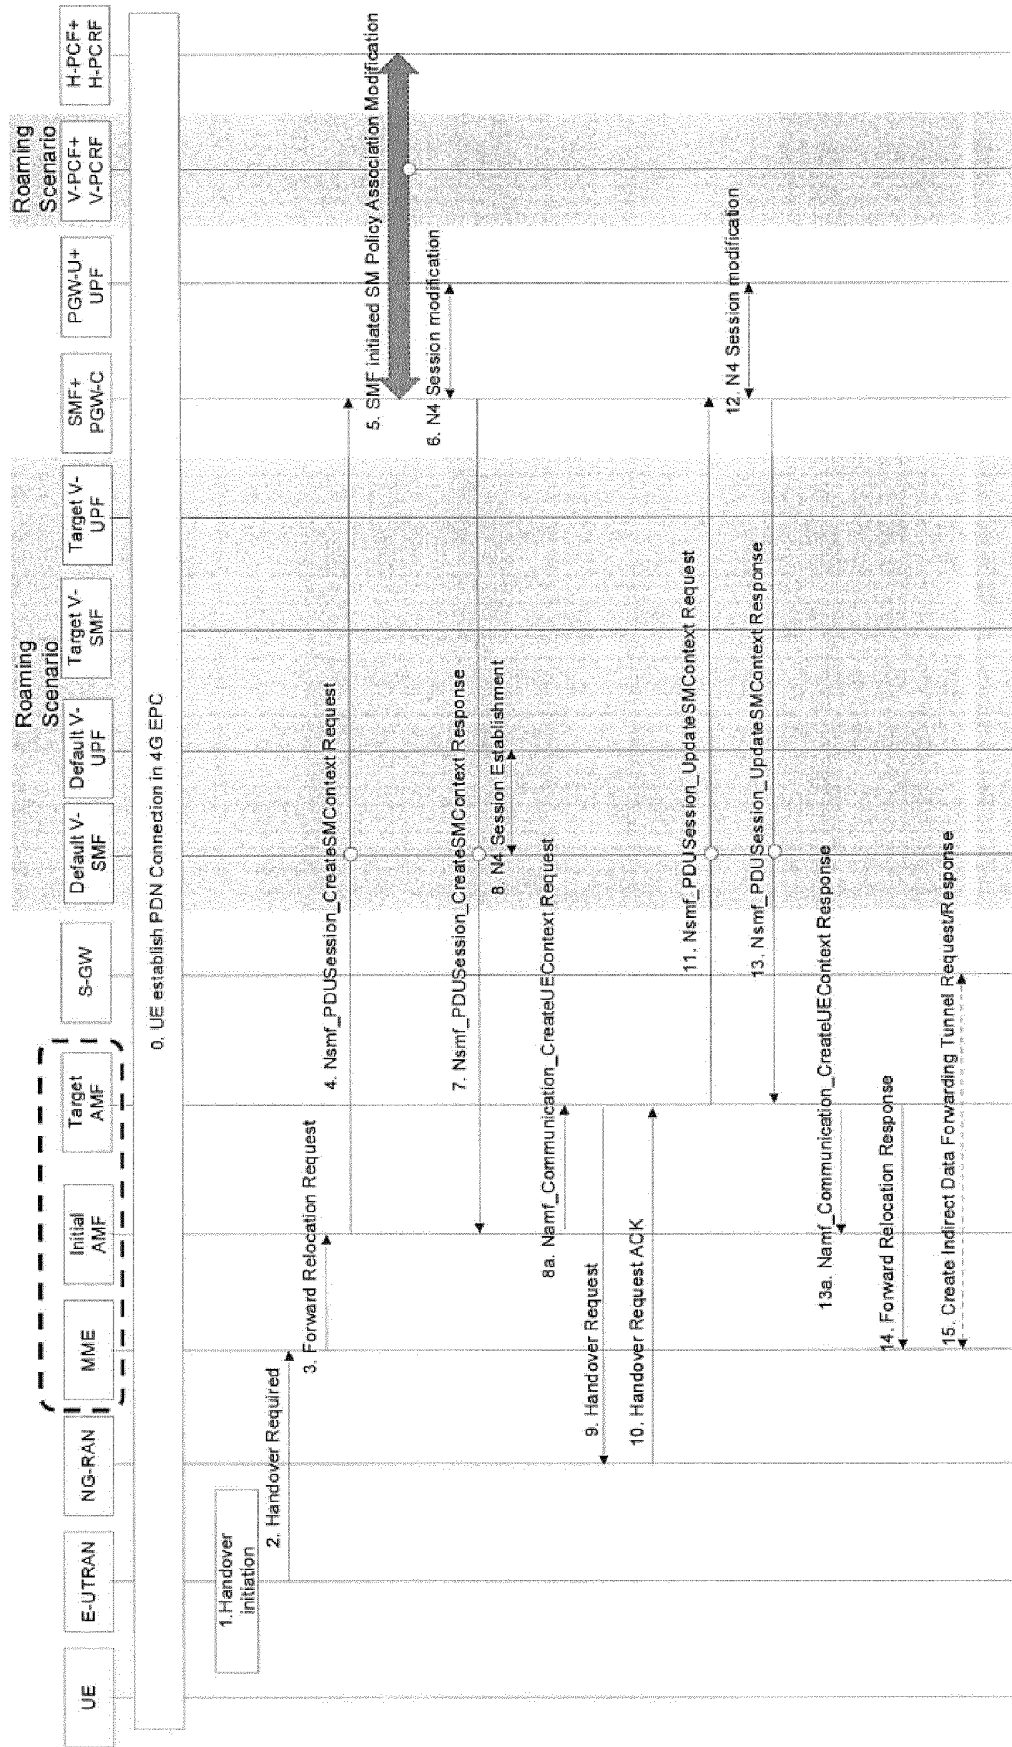 Roaming
Scenario
Roaming
Scenario
UE
E-UTRAN
NG-RAN
MME
Initial
AMF
Target
AMF
S-GW
Default V-
SMF
Default V-
UPF
Target V-
SMF
Target V-
UPF
SMF+
PGW-C
PGW-U+
UPF
V-PCF+
V-PCRF
H-PCF+
H-PCRF
0. UE establish PDN Connection in 4G EPC
1.Handover
initiation
2. Handover Required
3. Forward Relocation Request
4. Nsmf_PDUSession_CreateSMContext Request
5. SMF initiated SM Policy Association Modification
6. N4 Session modification
7. Nsmf_PDUSession_CreateSMContext Response
8. N4 Session Establishment
8a. Namf_Communication_CreateUEContext Request
9. Handover Request
10. Handover Request ACK
11. Nsmf_PDUSession_UpdateSMContext Request
12. N4 Session modification
13. Nsmf_PDUSession_UpdateSMContext Response
13a. Namf_Communication_CreateUEContext Response
14. Forward Relocation Response
15. Create Indirect Data Forwarding Tunnel Request/Response